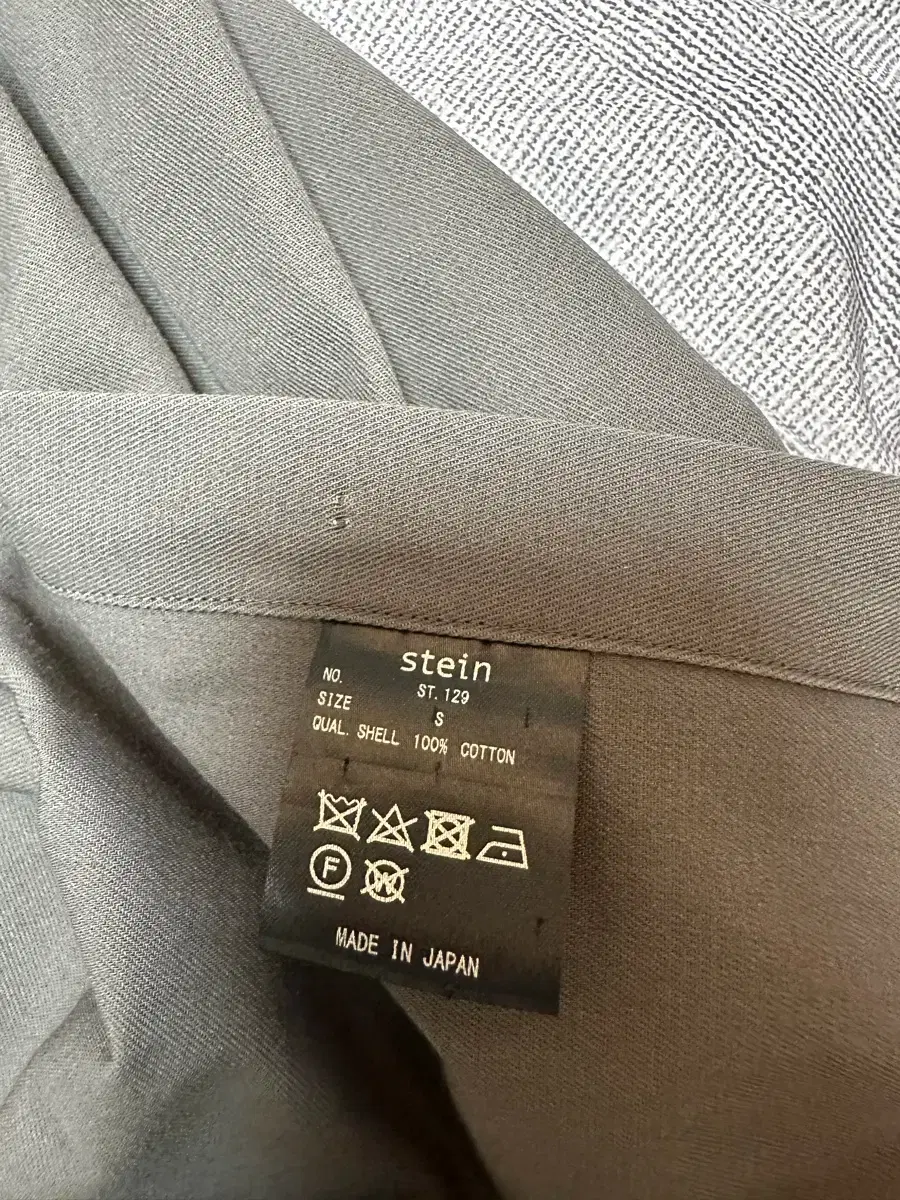 stein
NO. ST.129
SIZE S
QUAL. SHELL 100% COTTON
F
W
MADE IN JAPAN